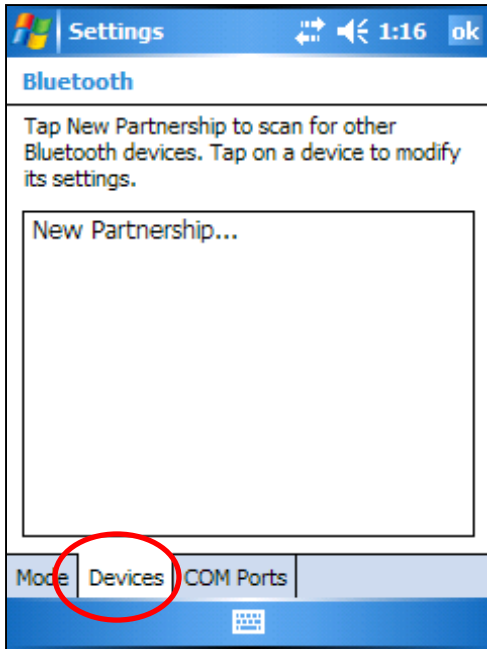 Settings 1:16 ok
Bluetooth
Tap New Partnership to scan for other
Bluetooth devices. Tap on a device to modify
its settings.
New Partnership...
Mode Devices COM Ports